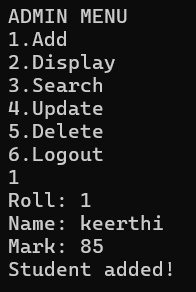 ADMIN MENU
1.Add
2.Display
3.Search
4.Update
5.Delete
6.Logout
1
Roll: 1
Name: keerthi
Mark: 85
Student added!